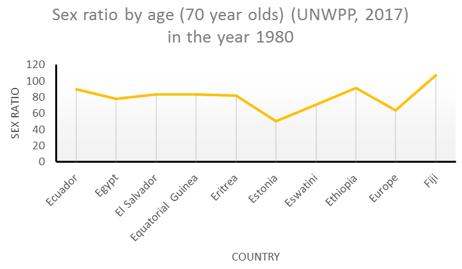 Sex ratio by age (70 year olds) (UNWPP, 2017)
in the year 1980
SEX RATIO
120
100
80
60
40
20
0
Ecuador
Egypt
El Salvador
Equatorial Guinea
Eritrea
Estonia
Eswatini
Ethiopia
Europe
Fiji
COUNTRY